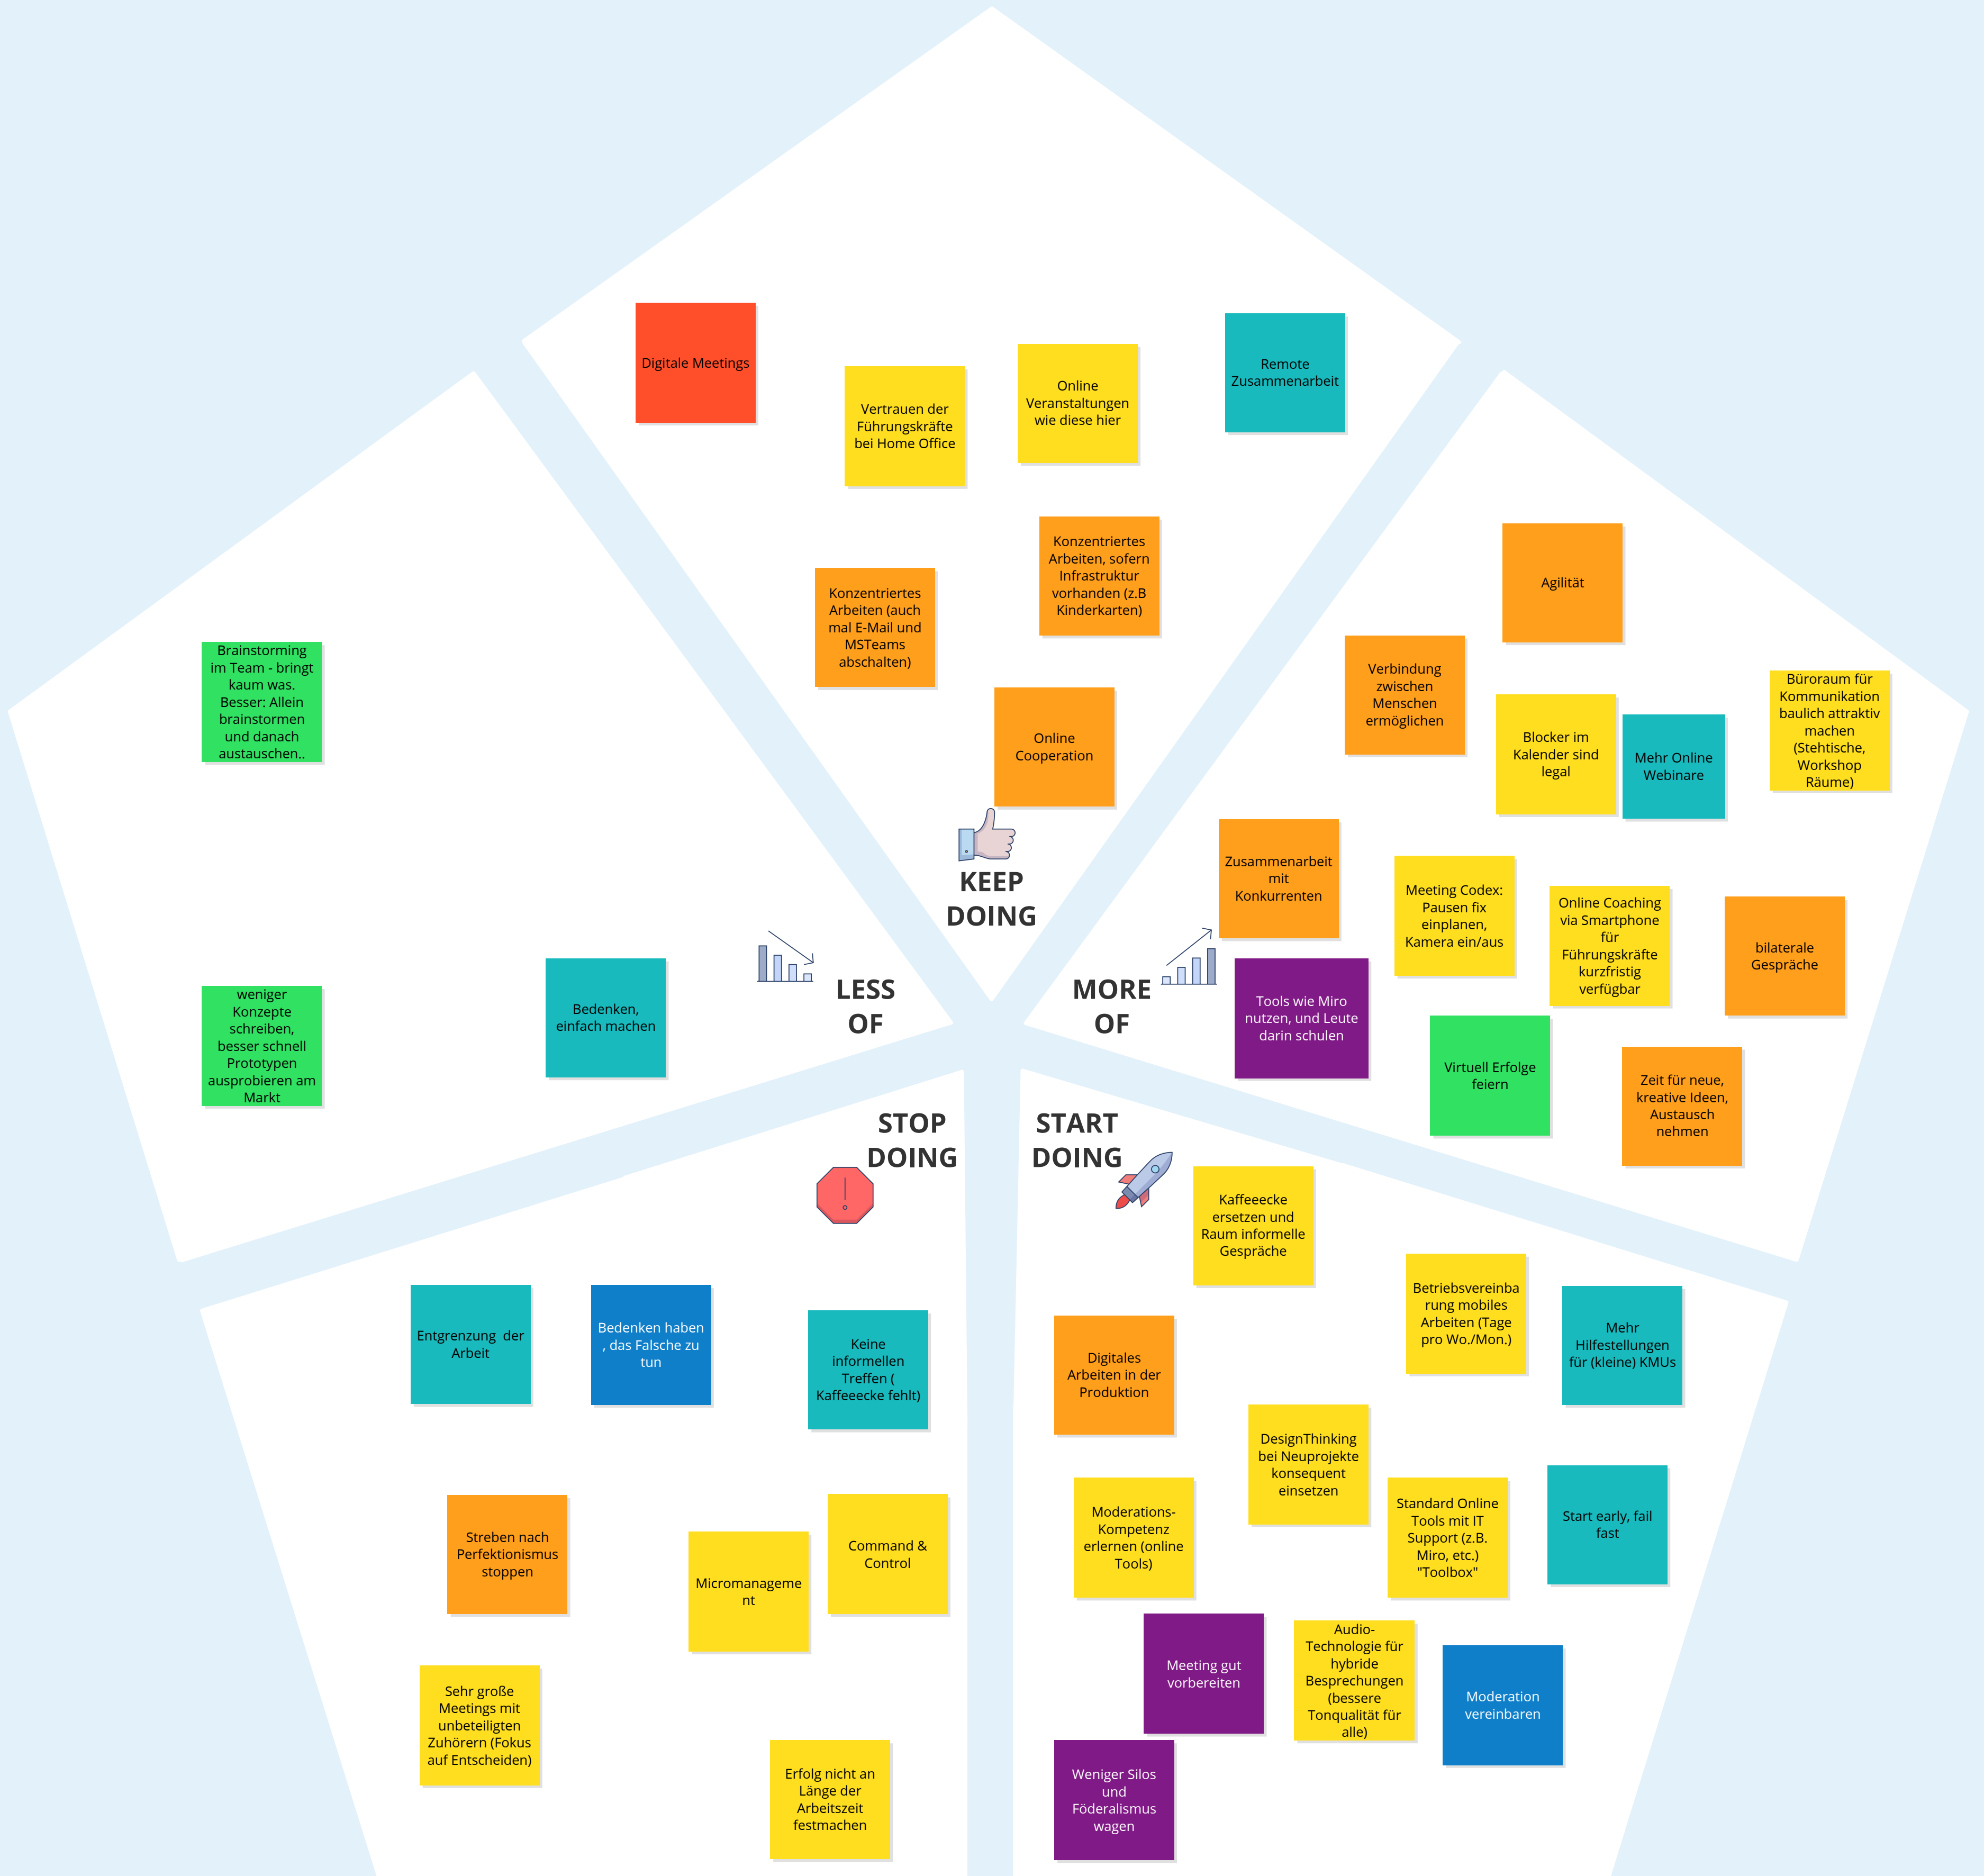 Digitale Meetings
Vertrauen der
Führungskräfte
bei Home Office
Online
Veranstaltungen
wie diese hier
Remote
Zusammenarbeit
Konzentriertes
Arbeiten (auch
mal E-Mail und
MSTeams
abschalten)
Konzentriertes
Arbeiten, sofern
Infrastruktur
vorhanden (z.B
Kinderkarten)
Online
Cooperation
KEEP
DOING
Brainstorming
im Team - bringt
kaum was.
Besser: Allein
brainstormen
und danach
austauschen..
weniger
Konzepte
schreiben,
besser schnell
Prototypen
ausprobieren am
Markt
Bedenken,
einfach machen
LESS
OF
MORE
OF
Agilität
Verbindung
zwischen
Menschen
ermöglichen
Blocker im
Kalender sind
legal
Mehr Online
Webinare
Büroraum für
Kommunikation
baulich attraktiv
machen
(Stehtische,
Workshop
Räume)
Zusammenarbeit
mit
Konkurrenten
Meeting Codex:
Pausen fix
einplanen,
Kamera ein/aus
Online Coaching
via Smartphone
für
Führungskräfte
kurzfristig
verfügbar
bilaterale
Gespräche
Tools wie Miro
nutzen, und Leute
darin schulen
Virtuell Erfolge
feiern
Zeit für neue,
kreative Ideen,
Austausch
nehmen
STOP
DOING
Entgrenzung  der
Arbeit
Bedenken haben
, das Falsche zu
tun
Keine
informellen
Treffen (
Kaffeeecke fehlt)
Streben nach
Perfektionismus
stoppen
Micromanageme
nt
Command &
Control
Sehr große
Meetings mit
unbeteiligten
Zuhörern (Fokus
auf Entscheiden)
Erfolg nicht an
Länge der
Arbeitszeit
festmachen
START
DOING
Kaffeeecke
ersetzen und
Raum informelle
Gespräche
Betriebsvereinba
rung mobiles
Arbeiten (Tage
pro Wo./Mon.)
Mehr
Hilfestellungen
für (kleine) KMUs
Digitales
Arbeiten in der
Produktion
DesignThinking
bei Neuprojekte
konsequent
einsetzen
Moderations-
Kompetenz
erlernen (online
Tools)
Standard Online
Tools mit IT
Support (z.B.
Miro, etc.)
"Toolbox"
Start early, fail
fast
Meeting gut
vorbereiten
Audio-
Technologie für
hybride
Besprechungen
(bessere
Tonqualität für
alle)
Moderation
vereinbaren
Weniger Silos
und
Föderalismus
wagen